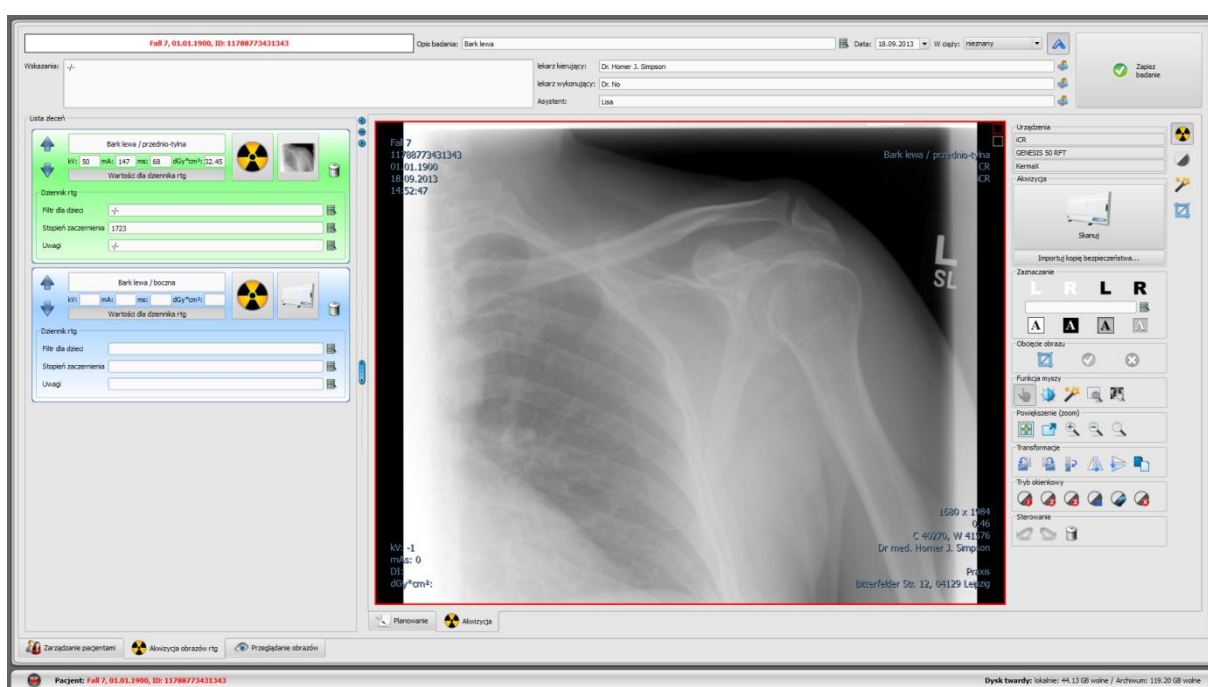 Fall 7, 01.01.1900, ID: 11788773431343
Opis badania: Bark lewa
Data: 18.09.2013 W ciąży: nieznany
Wskazania: -/-
lekarz kierujący: Dr. Homer J. Simpson
lekarz wykonujący: Dr. No
Asystent: Lisa
Zapisz
badanie
Lista zleceń
Bark lewa / przednio-tylna
kV: 50 mA: 147 ms: 68 dGy*cm²: 32.45
Wartości dla dziennika rtg
Dziennik rtg
Filtr dla dzieci -/-
Stopień zaczernienia 1723
Uwagi -/-
Bark lewa / boczna
kV: mA: ms: dGy*cm²:
Wartości dla dziennika rtg
Dziennik rtg
Filtr dla dzieci
Stopień zaczernienia
Uwagi
Fall 7
11788773431343
01.01.1900
18.09.2013
14:52:47
Bark lewa / przednio-tylna
CR
iCR
L
SL
1680 x 1984
0.46
C 40270, W 41576
Dr med. Homer J. Simpson
Praxis
Bitterfelder Str. 12, 04129 Leipzig
kV: -1
mAs: 0
DI:
dGy*cm²:
Planowanie
Akwizycja
Urządzenia
iCR
GENESIS 50 RFT
KermaX
Akwizycja
Skanuj
Importuj kopię bezpieczeństwa...
Zaznaczanie
L R L R
A A A A
Obcięcie obrazu
Funkcja myszy
Powiększenie (zoom)
Transformacje
Tryb okienkowy
Sterowanie
Zarządzanie pacjentami
Akwizycja obrazów rtg
Przeglądanie obrazów
Pacjent: Fall 7, 01.01.1900, ID: 11788773431343
Dysk twardy: lokalnie: 44.13 GB wolne / Archiwum: 119.20 GB wolne